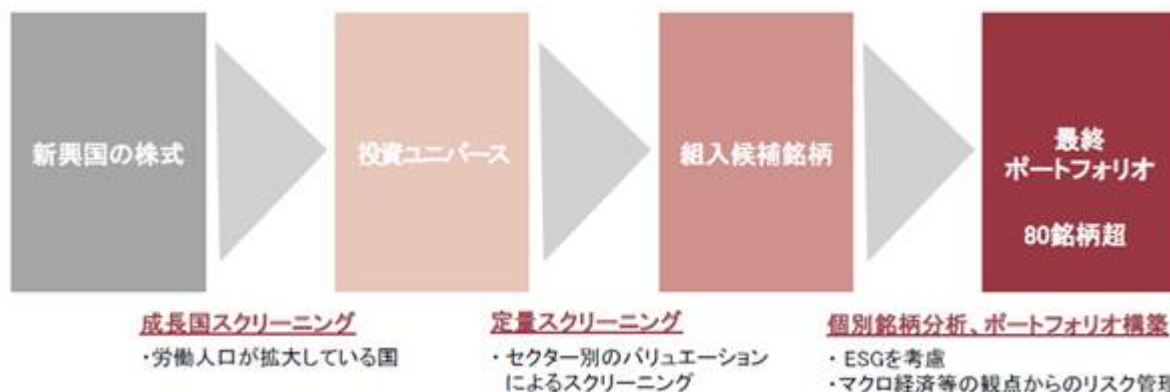 新興国の株式
投資ユニバース
組入候補銘柄
最終
ポートフォリオ
80銘柄超
成長国スクリーニング
・労働人口が拡大している国
定量スクリーニング
・セクター別のバリュエーション
によるスクリーニング
個別銘柄分析、ポートフォリオ構築
・ESGを考慮
・マクロ経済等の観点からのリスク管理